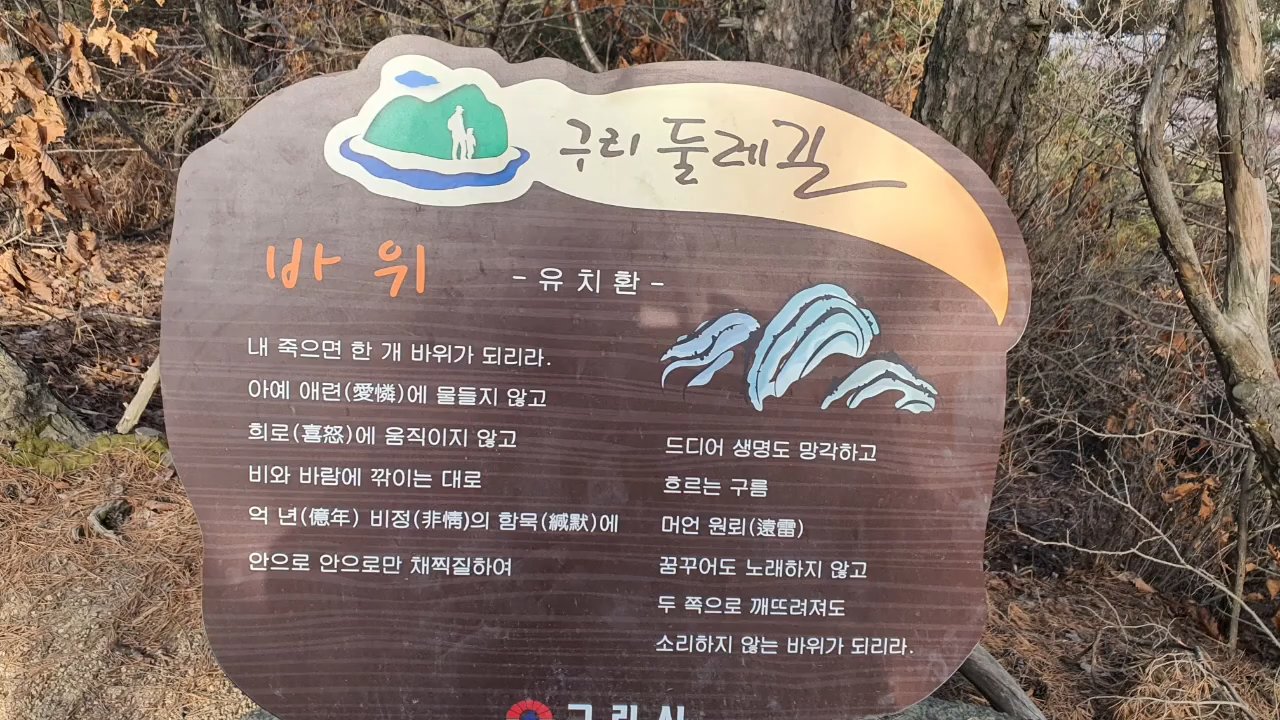 구리 둘레길
바 위
- 유 치 환 -
내 죽으면 한 개 바위가 되리라.
아예 애련(愛憐)에 물들지 않고
희로(喜怒)에 움직이지 않고
비와 바람에 깎이는 대로
억 년(億年) 비정(非情)의 함묵(緘默)에
안으로 안으로만 채찍질하여
드디어 생명도 망각하고
흐르는 구름
머언 원뢰(遠雷)
꿈꾸어도 노래하지 않고
두 쪽으로 깨뜨려져도
소리하지 않는 바위가 되리라.
구 리 시